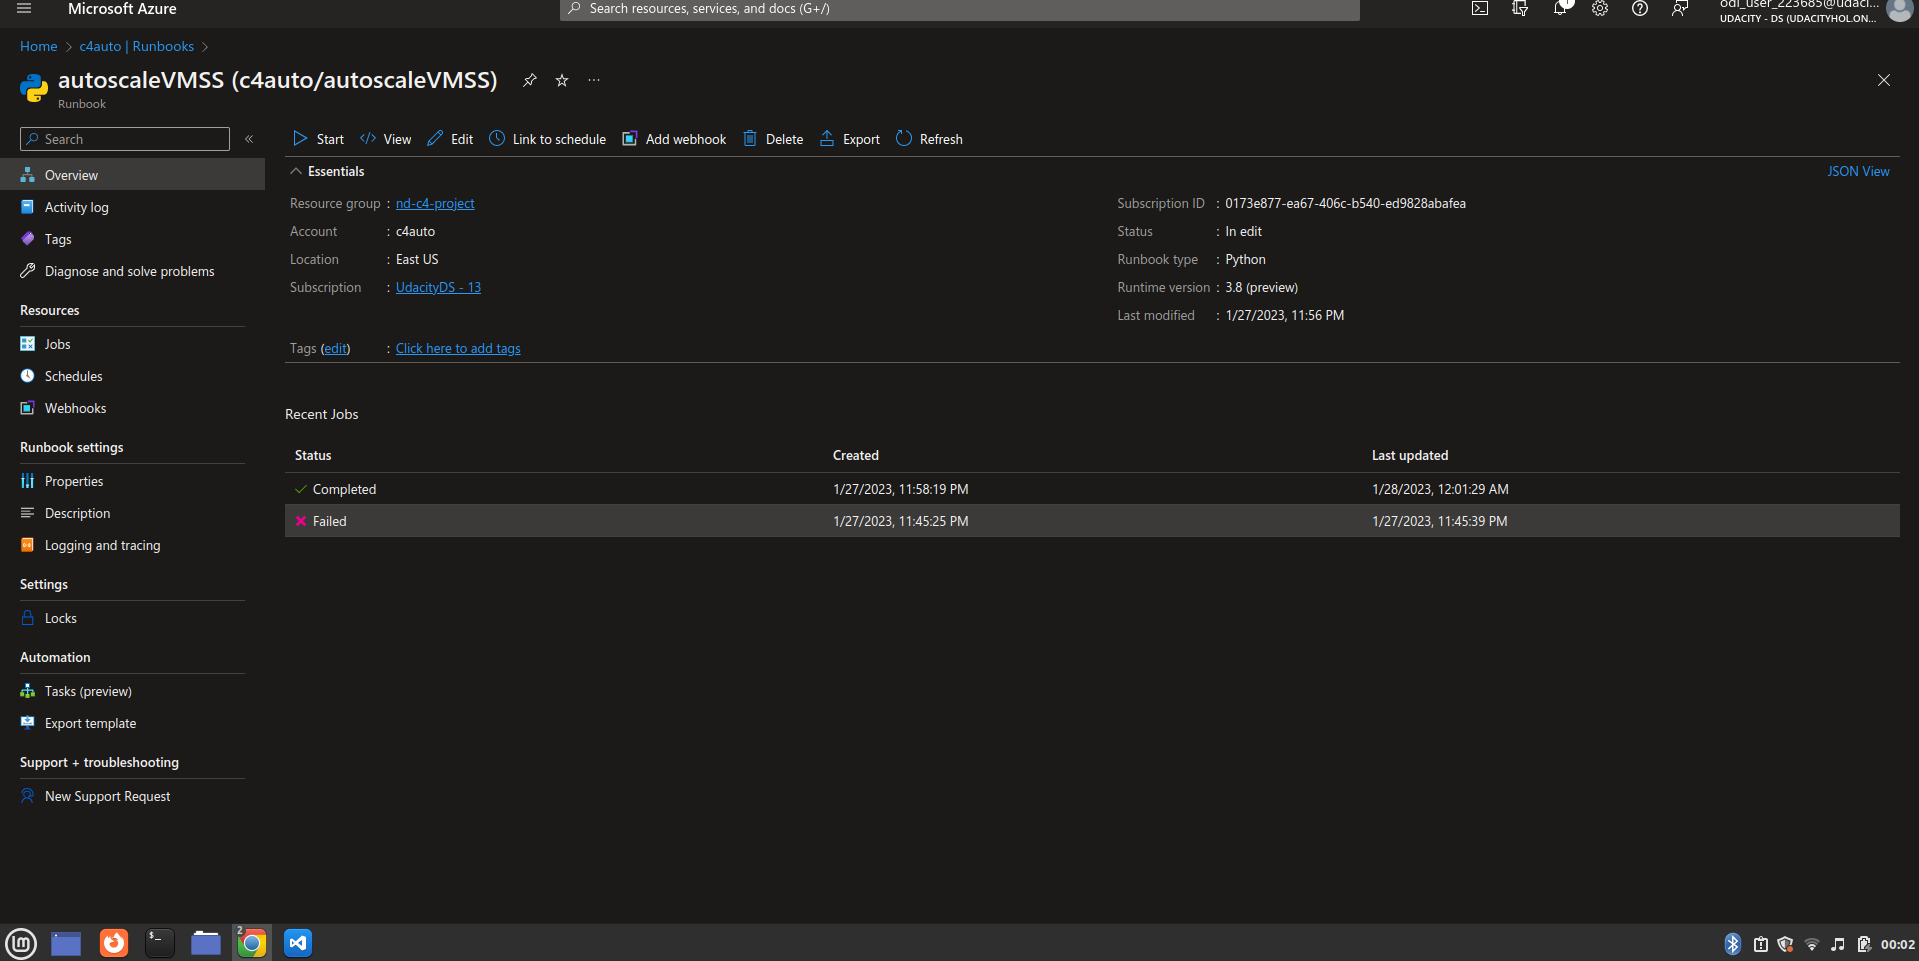 Microsoft Azure
Search resources, services, and docs (G+/)
odl_user_223685@udaci...
UDACITY - DS (UDACITYHOL.ON...
Home > c4auto | Runbooks >
autoscaleVMSS (c4auto/autoscaleVMSS)
Runbook
Search
«
Start
View
Edit
Link to schedule
Add webhook
Delete
Export
Refresh
Overview
Activity log
Tags
Diagnose and solve problems
Resources
Jobs
Schedules
Webhooks
Runbook settings
Properties
Description
Logging and tracing
Settings
Locks
Automation
Tasks (preview)
Export template
Support + troubleshooting
New Support Request
Essentials
JSON View
Resource group : nd-c4-project
Account : c4auto
Location : East US
Subscription : UdacityDS - 13
Subscription ID : 0173e877-ea67-406c-b540-ed9828abafea
Status : In edit
Runbook type : Python
Runtime version : 3.8 (preview)
Last modified : 1/27/2023, 11:56 PM
Tags (edit) : Click here to add tags
Recent Jobs
Status Created Last updated
Completed 1/27/2023, 11:58:19 PM 1/28/2023, 12:01:29 AM
Failed 1/27/2023, 11:45:25 PM 1/27/2023, 11:45:39 PM
$_
2
00:02